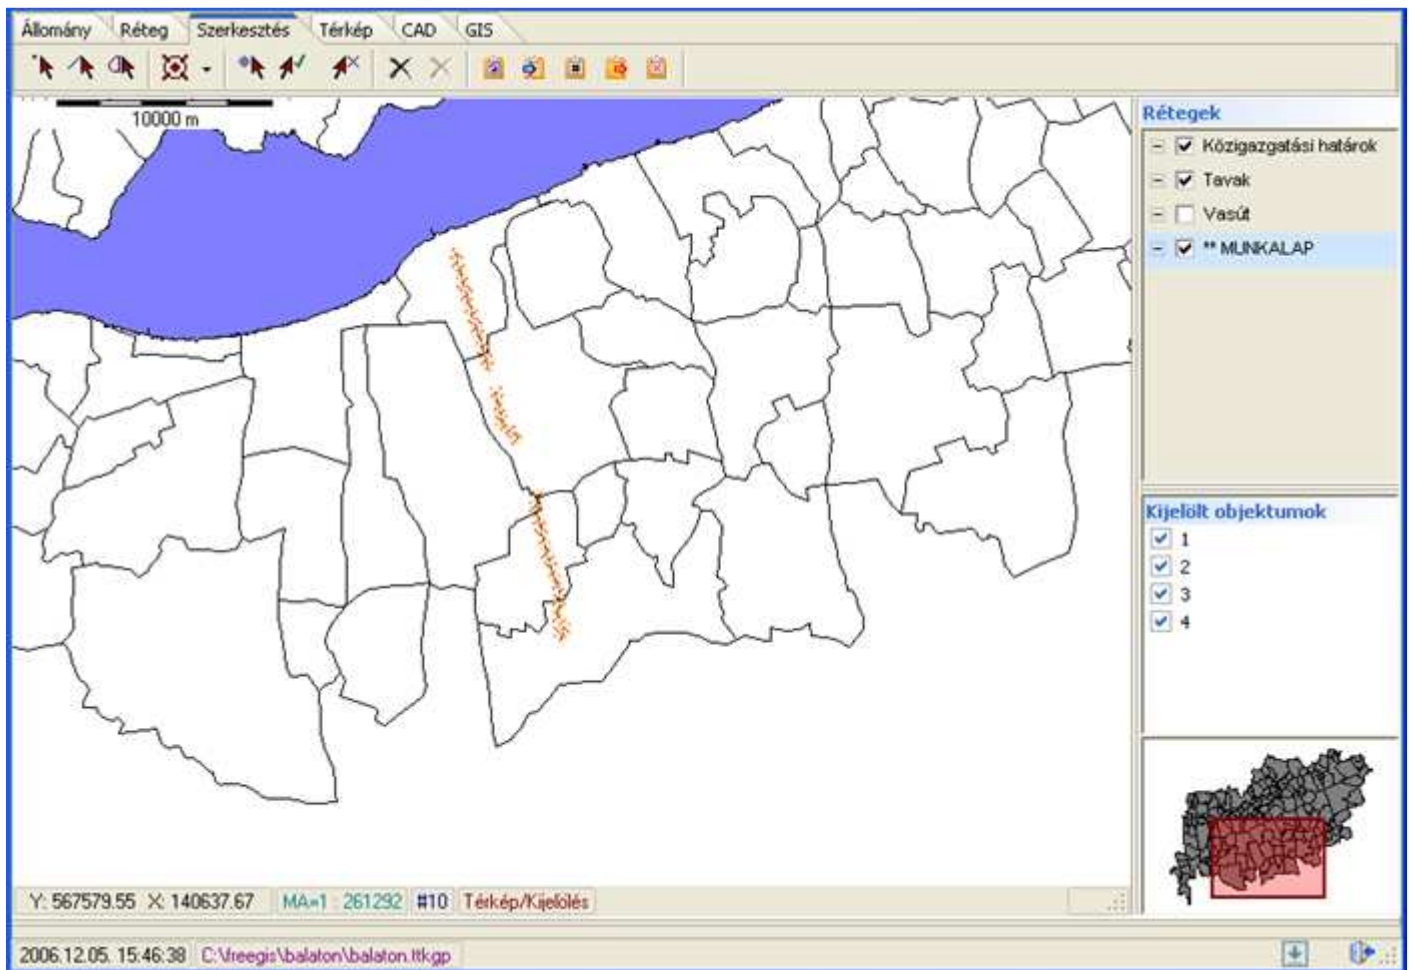 Állomány Réteg Szerkesztés Térkép CAD GIS
10000 m
Rétegek
Közigazgatási határok
Tavak
Vasút
** MUNKALAP
Kijelölt objektumok
1
2
3
4
Y: 567579.55 X: 140637.67 MA=1 : 261292 #10 Térkép/Kijelölés
2006.12.05. 15:46:38 C:\freegis\balaton\balaton.ttkgp